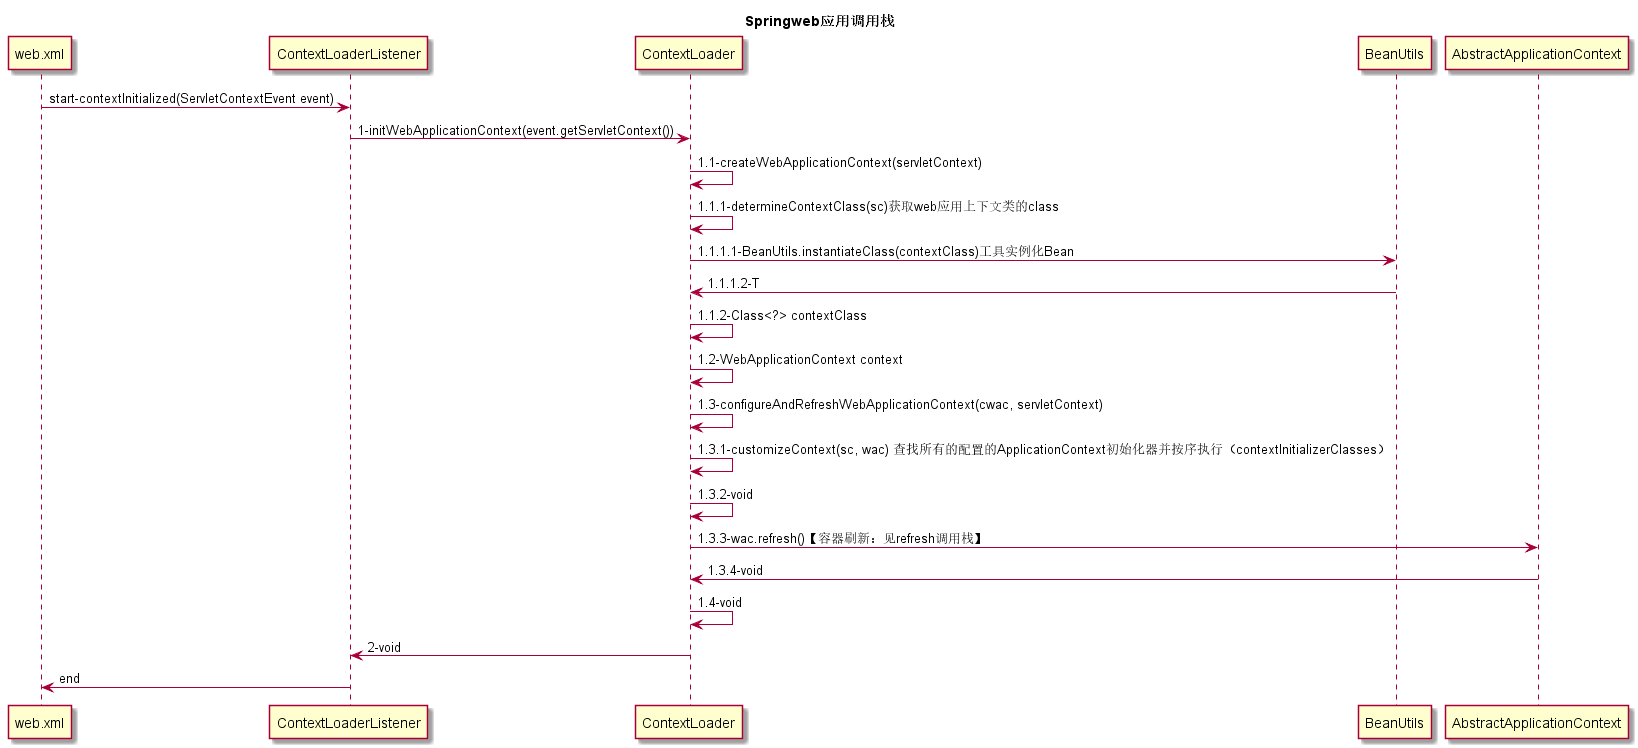 Springweb应用调用栈
web.xml
ContextLoaderListener
ContextLoader
BeanUtils
AbstractApplicationContext
start-contextInitialized(ServletContextEvent event)
1-initWebApplicationContext(event.getServletContext())
1.1-createWebApplicationContext(servletContext)
1.1.1-determineContextClass(sc)获取web应用上下文类的class
1.1.1.1-BeanUtils.instantiateClass(contextClass)工具实例化Bean
1.1.1.2-T
1.1.2-Class<?> contextClass
1.2-WebApplicationContext context
1.3-configureAndRefreshWebApplicationContext(cwac, servletContext)
1.3.1-customizeContext(sc, wac) 查找所有的配置的ApplicationContext初始化器并按序执行（contextInitializerClasses）
1.3.2-void
1.3.3-wac.refresh()【容器刷新：见refresh调用栈】
1.3.4-void
1.4-void
2-void
end
web.xml
ContextLoaderListener
ContextLoader
BeanUtils
AbstractApplicationContext